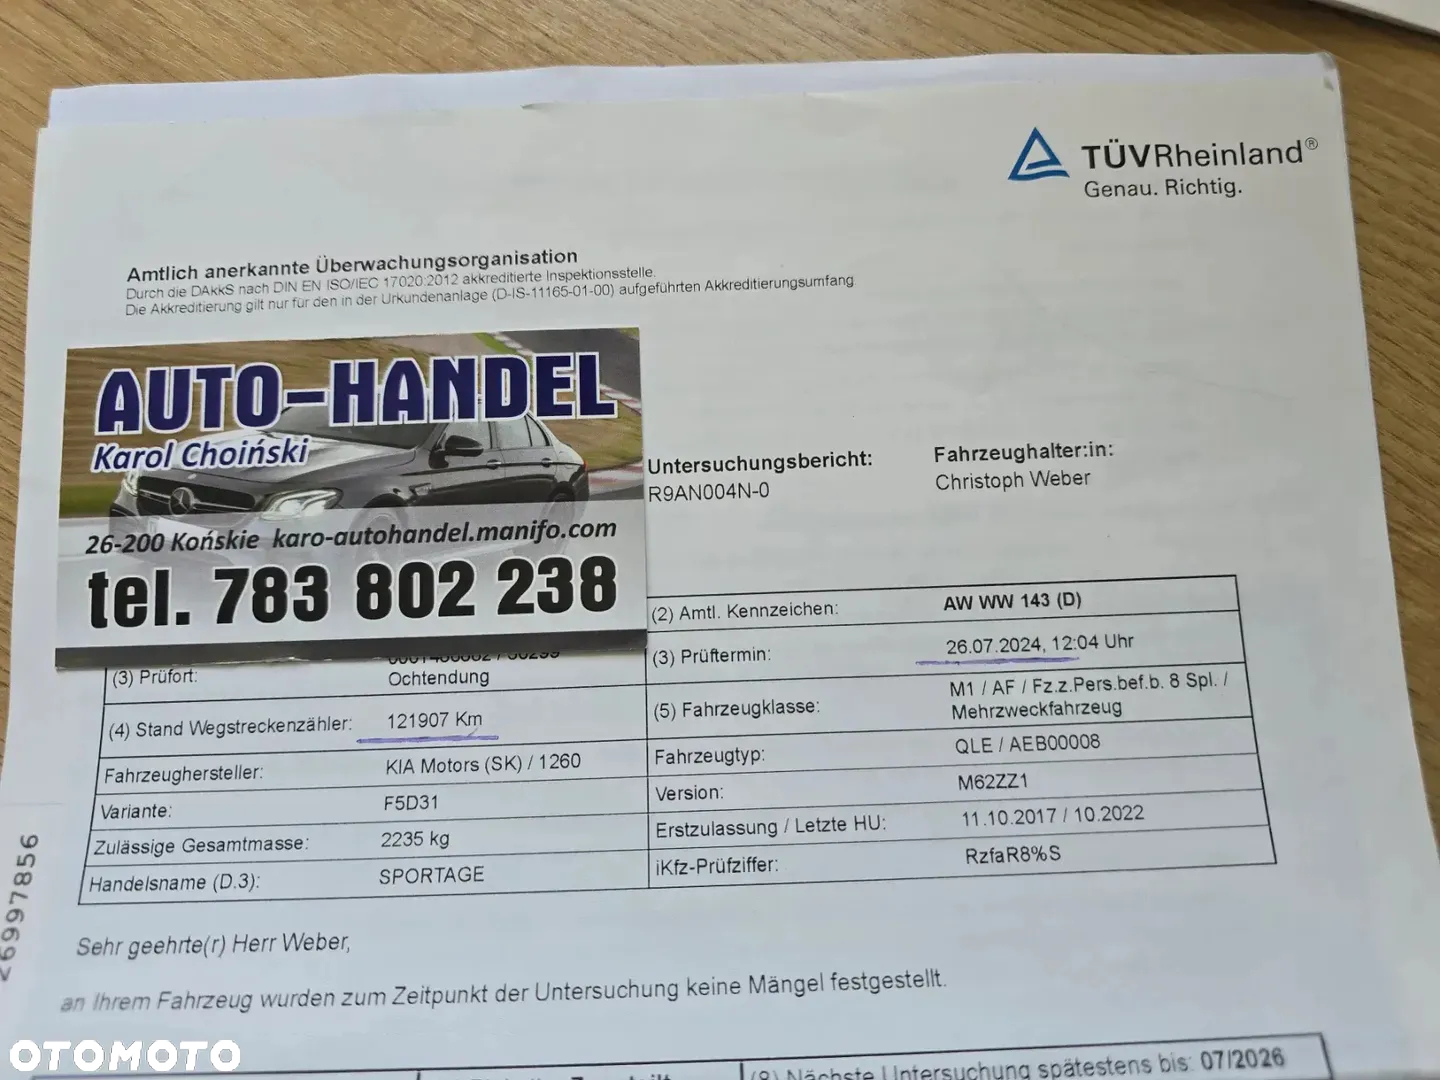 TÜVRheinland®
Genau. Richtig.
Amtlich anerkannte Überwachungsorganisation
Durch die DAkkS nach DIN EN ISO/IEC 17020:2012 akkreditierte Inspektionsstelle.
Die Akkreditierung gilt nur für den in der Urkundenanlage (D-IS-11165-01-00) aufgeführten Akkreditierungsumfang
AUTO-HANDEL
Karol Choiński
26-200 Końskie karo-autohandel.manifo.com
tel. 783 802 238
Untersuchungsbericht:
R9AN004N-0
Fahrzeughalter:in:
Christoph Weber
(2) Amtl. Kennzeichen: AW WW 143 (D)
(3) Prüftermin: 26.07.2024, 12:04 Uhr
(3) Prüfort: Ochtendung
(5) Fahrzeugklasse: M1 / AF / Fz.z.Pers.bef.b. 8 Spl. /
Mehrzweckfahrzeug
(4) Stand Wegstreckenzähler: 121907 Km
Fahrzeugtyp: QLE / AEB00008
Fahrzeughersteller: KIA Motors (SK) / 1260
Version: M62ZZ1
Variante: F5D31
Erstzulassung / Letzte HU: 11.10.2017 / 10.2022
Zulässige Gesamtmasse: 2235 kg
iKfz-Prüfziffer: RzfaR8%S
Handelsname (D.3): SPORTAGE
26997856
Sehr geehrte(r) Herr Weber,
an Ihrem Fahrzeug wurden zum Zeitpunkt der Untersuchung keine Mängel festgestellt.
Nächste Untersuchung spätestens bis: 07/2026
OTOMOTO